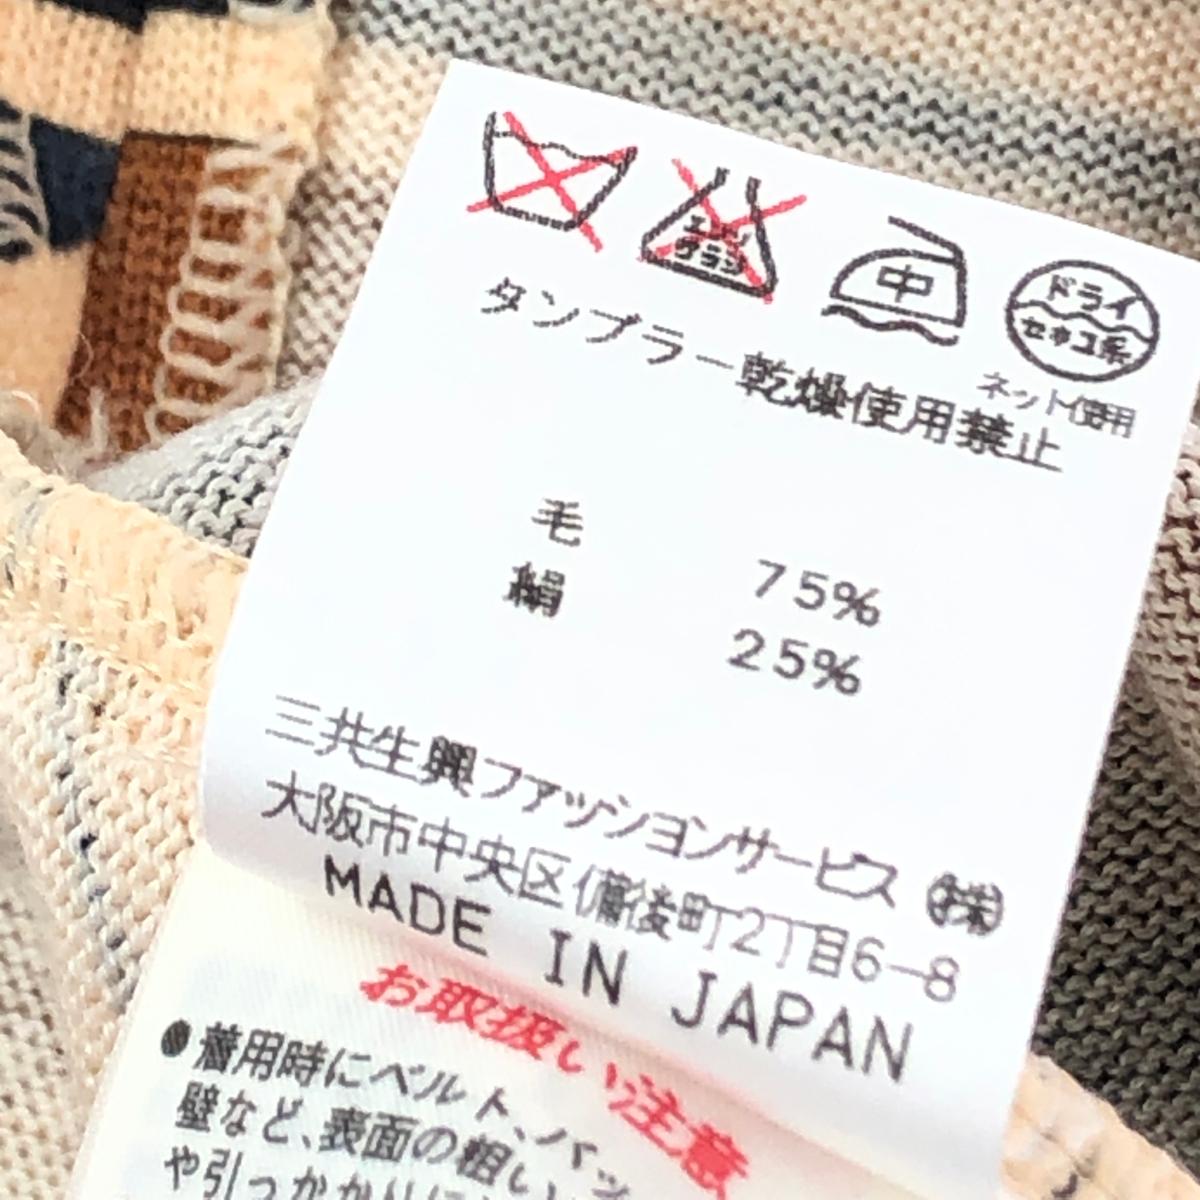 エンソ
サラシ
中
ドライ
セキユ系
ネット使用
タンブラー乾燥使用禁止
毛 75%
絹 25%
三共生興ファッションサービス㈱
大阪市中央区備後町2丁目6-8
MADE IN JAPAN
お取扱い注意
●着用時にベルト、バッ
壁など、表面の粗い
や引っかかりに